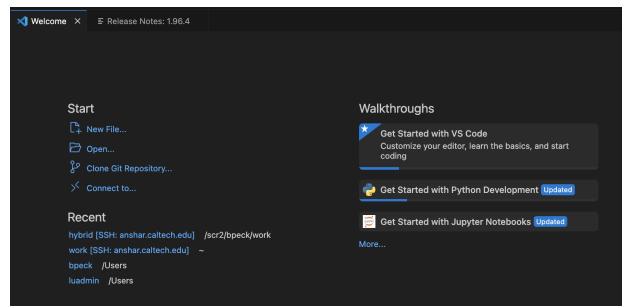 Welcome
Release Notes: 1.96.4
Start
New File...
Open...
Clone Git Repository...
Connect to...
Recent
hybrid [SSH: anshar.caltech.edu] /scr2/bpeck/work
work [SSH: anshar.caltech.edu] ~
bpeck /Users
luadmin /Users
Walkthroughs
Get Started with VS Code
Customize your editor, learn the basics, and start
coding
Get Started with Python Development Updated
Get Started with Jupyter Notebooks Updated
More...